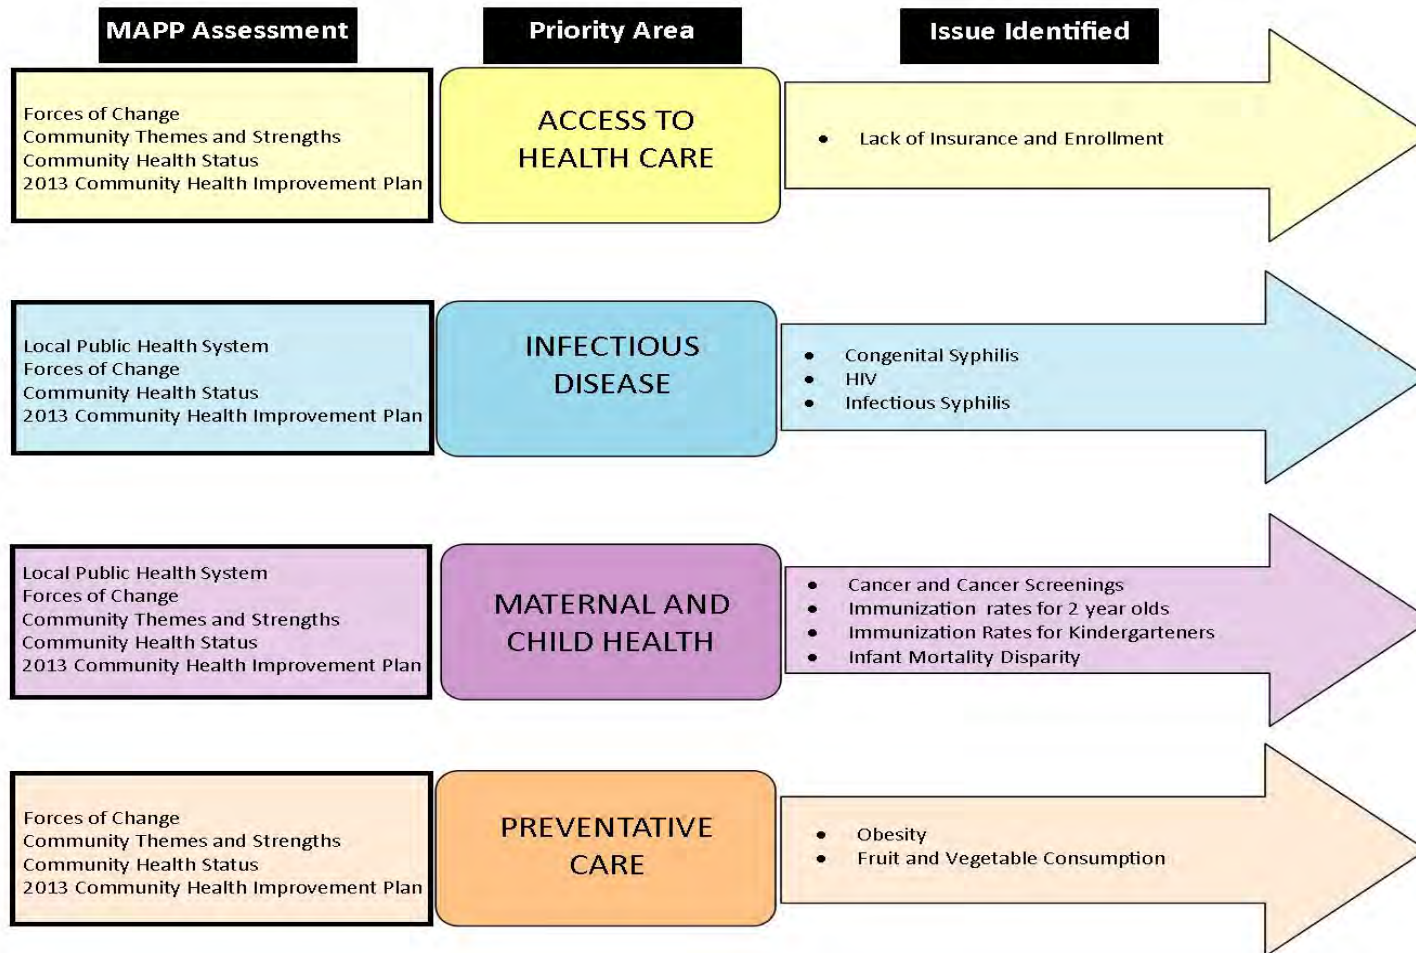 MAPP Assessment
Priority Area
Issue Identified
Forces of Change
Community Themes and Strengths
Community Health Status
2013 Community Health Improvement Plan
ACCESS TO
HEALTH CARE
• Lack of Insurance and Enrollment
Local Public Health System
Forces of Change
Community Health Status
2013 Community Health Improvement Plan
INFECTIOUS
DISEASE
• Congenital Syphilis
• HIV
• Infectious Syphilis
Local Public Health System
Forces of Change
Community Themes and Strengths
Community Health Status
2013 Community Health Improvement Plan
MATERNAL AND
CHILD HEALTH
• Cancer and Cancer Screenings
• Immunization rates for 2 year olds
• Immunization Rates for Kindergarteners
• Infant Mortality Disparity
Forces of Change
Community Themes and Strengths
Community Health Status
2013 Community Health Improvement Plan
PREVENTATIVE
CARE
• Obesity
• Fruit and Vegetable Consumption